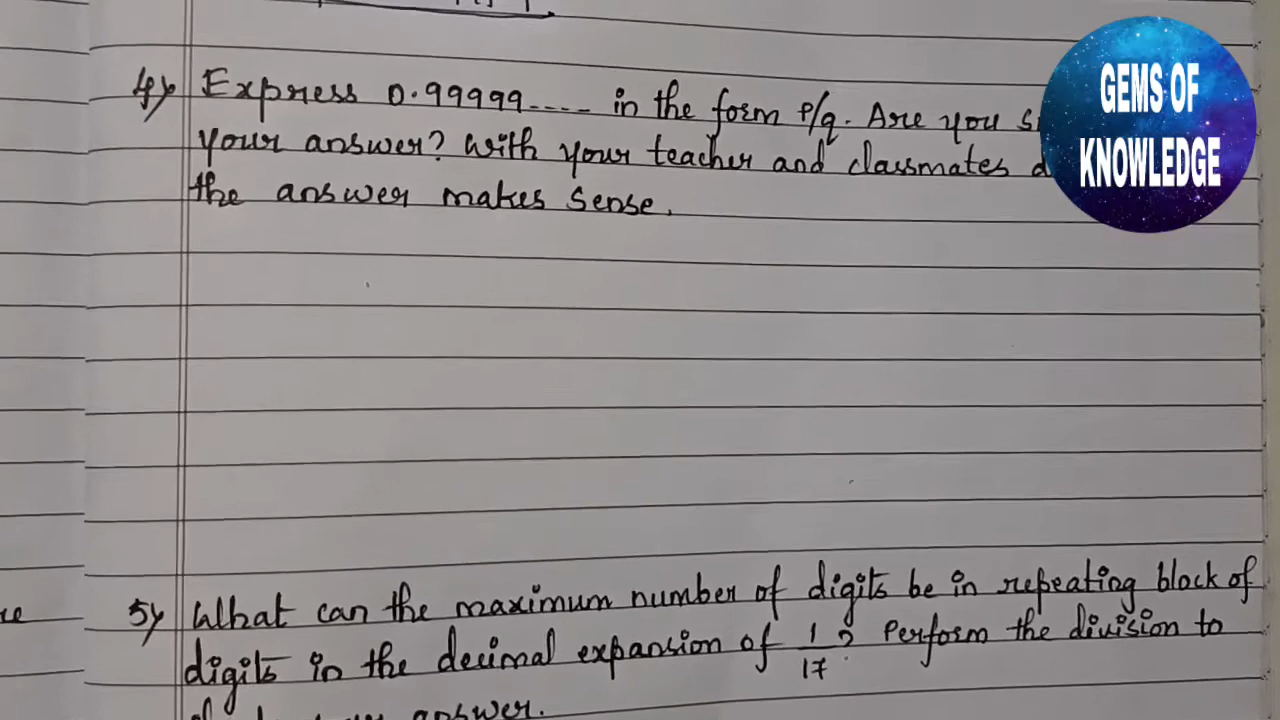 4) Express 0.99999.... in the form p/q. Are you
your answer? With your teacher and classmates
the answer makes sense.
5) What can the maximum number of digits be in repeating block of
digits in the decimal expansion of 1/17? Perform the division to
answer.
GEMS OF
KNOWLEDGE